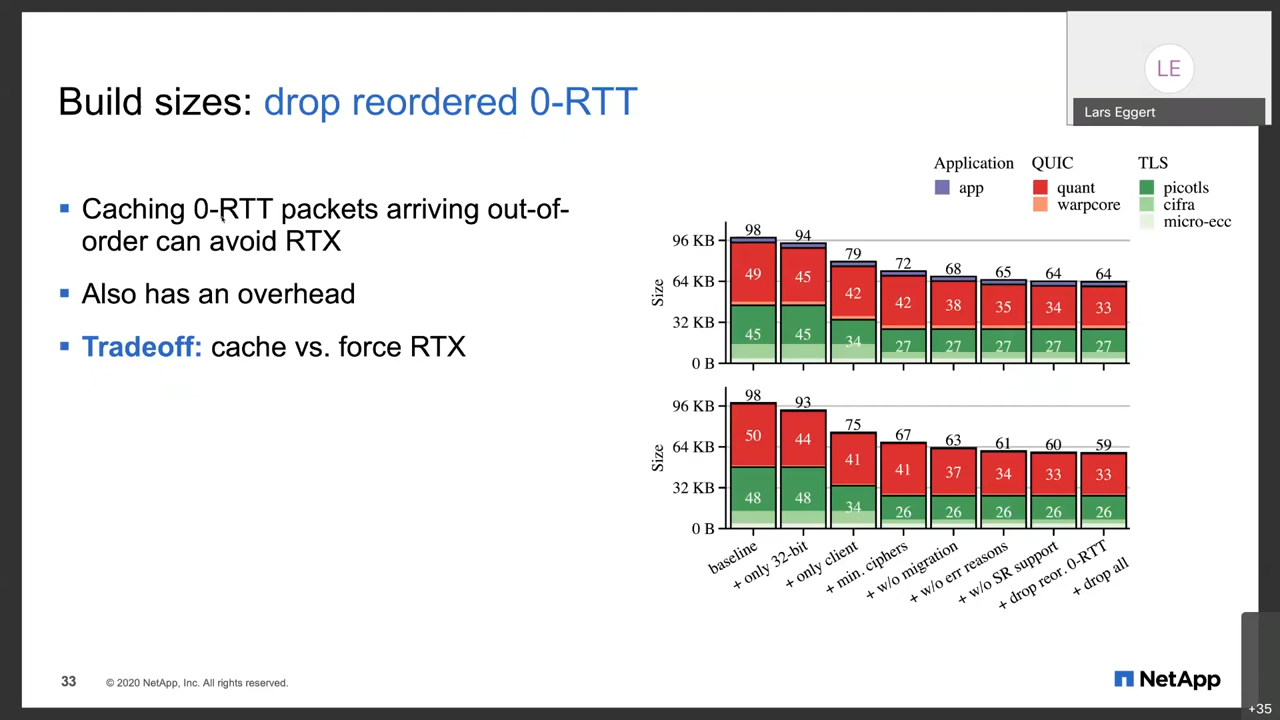 LE
Lars Eggert
Build sizes: drop reordered 0-RTT
Caching 0-RTT packets arriving out-of-
order can avoid RTX
Also has an overhead
Tradeoff: cache vs. force RTX
Application QUIC TLS
app quant picotls
warpcore cifra
micro-ecc
98 94 79 72 68 65 64 64
96 KB
64 KB
32 KB
0 B
Size
49 45 42 42 38 35 34 33
45 45 34 27 27 27 27 27
98 93 75 67 63 61 60 59
96 KB
64 KB
32 KB
0 B
Size
50 44 41 41 37 34 33 33
48 48 34 26 26 26 26 26
baseline
+ only 32-bit
+ only client
+ min. ciphers
+ w/o migration
+ w/o err reasons
+ w/o SR support
+ drop reor. 0-RTT
+ drop all
33 © 2020 NetApp, Inc. All rights reserved.
NetApp
+35